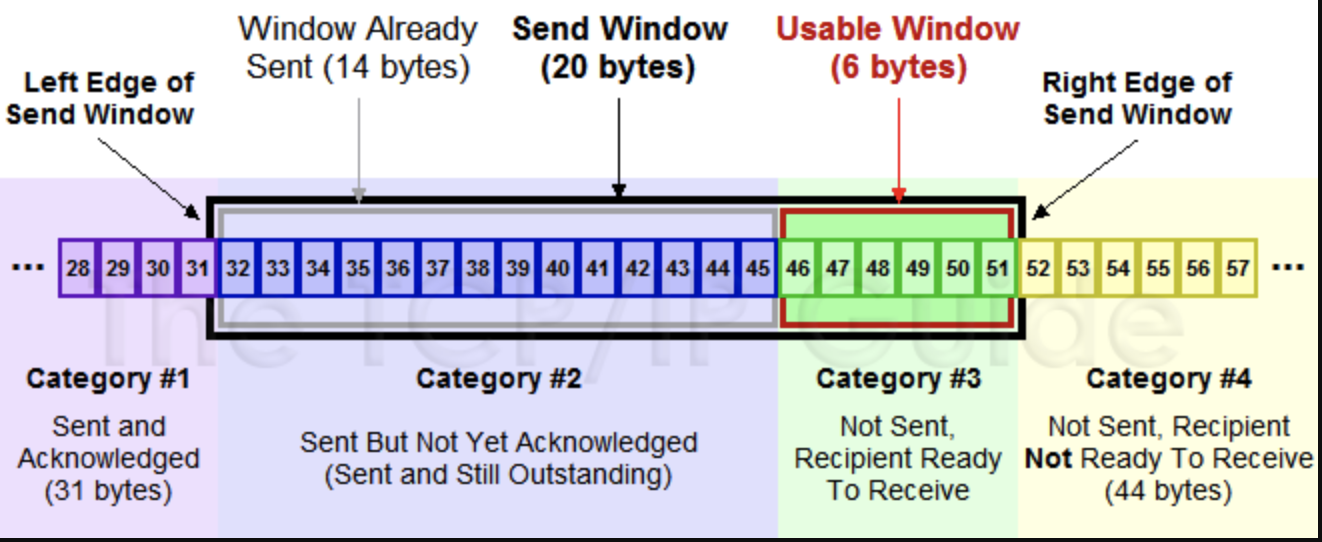 Window Already
Sent (14 bytes)
Send Window
(20 bytes)
Usable Window
(6 bytes)
Left Edge of
Send Window
Right Edge of
Send Window
... 28 29 30 31 32 33 34 35 36 37 38 39 40 41 42 43 44 45 46 47 48 49 50 51 52 53 54 55 56 57 ...
The TCP/IP Guide
Category #1
Sent and
Acknowledged
(31 bytes)
Category #2
Sent But Not Yet Acknowledged
(Sent and Still Outstanding)
Category #3
Not Sent,
Recipient Ready
To Receive
Category #4
Not Sent, Recipient
Not Ready To Receive
(44 bytes)